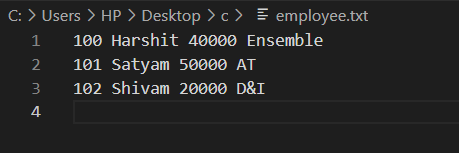 C: > Users > HP > Desktop > c > employee.txt
1 100 Harshit 40000 Ensemble
2 101 Satyam 50000 AT
3 102 Shivam 20000 D&I
4